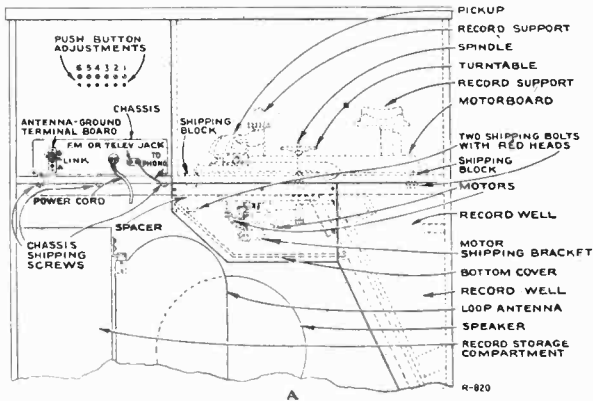 PUSH BUTTON
ADJUSTMENTS
6 5 4 3 2 1
ANTENNA-GROUND
TERMINAL BOARD
CHASSIS
F.M OR TELEV. JACK
LINK
A
TO
PHONO
POWER CORD
CHASSIS
SHIPPING
SCREWS
SPACER
SHIPPING
BLOCK
PICKUP
RECORD SUPPORT
SPINDLE
TURNTABLE
RECORD SUPPORT
MOTORBOARD
TWO SHIPPING BOLTS
WITH RED HEADS
SHIPPING
BLOCK
MOTORS
RECORD WELL
MOTOR
SHIPPING BRACKET
BOTTOM COVER
RECORD WELL
LOOP ANTENNA
SPEAKER
RECORD STORAGE
COMPARTMENT
R-820
A